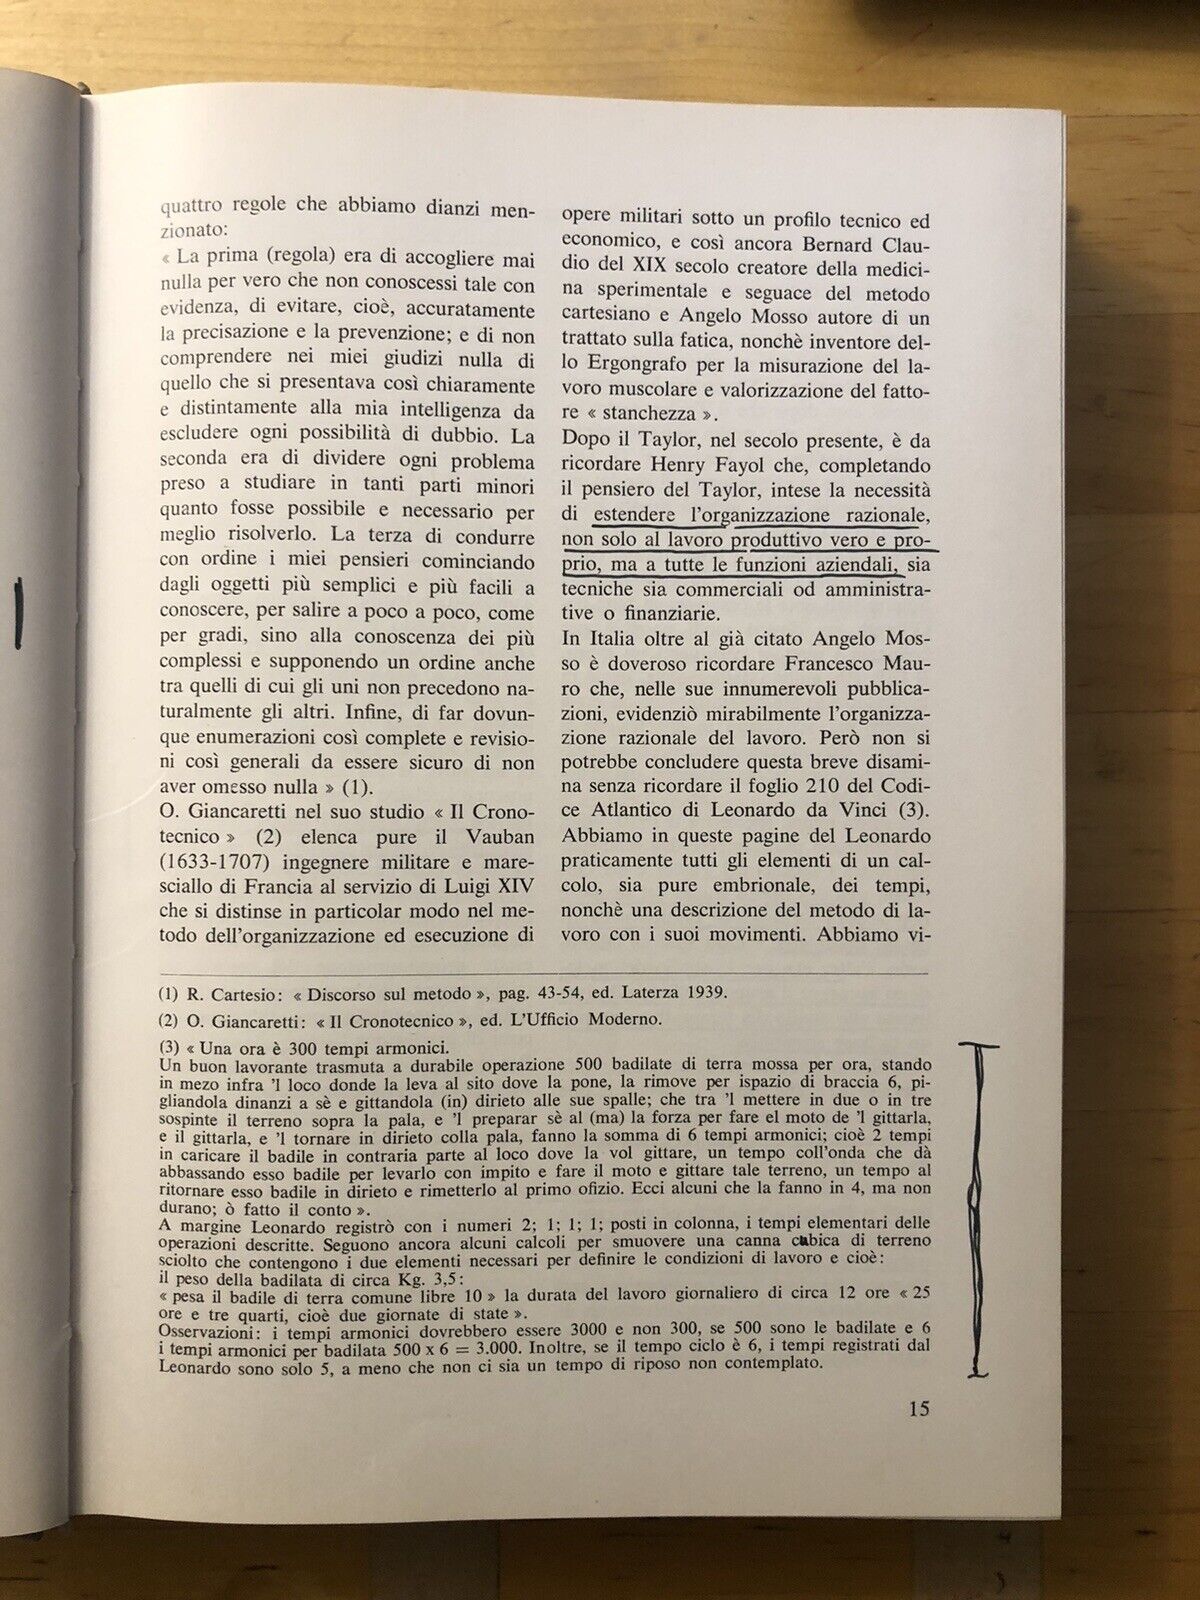 quattro regole che abbiamo dianzi men-
zionato:
« La prima (regola) era di accogliere mai
nulla per vero che non conoscessi tale con
evidenza, di evitare, cioè, accuratamente
la precisazione e la prevenzione; e di non
comprendere nei miei giudizi nulla di
quello che si presentava così chiaramente
e distintamente alla mia intelligenza da
escludere ogni possibilità di dubbio. La
seconda era di dividere ogni problema
preso a studiare in tanti parti minori
quanto fosse possibile e necessario per
meglio risolverlo. La terza di condurre
con ordine i miei pensieri cominciando
dagli oggetti più semplici e più facili a
conoscere, per salire a poco a poco, come
per gradi, sino alla conoscenza dei più
complessi e supponendo un ordine anche
tra quelli di cui gli uni non precedono na-
turalmente gli altri. Infine, di far dovun-
que enumerazioni così complete e revisio-
ni così generali da essere sicuro di non
aver omesso nulla » (1).
O. Giancaretti nel suo studio « Il Crono-
tecnico » (2) elenca pure il Vauban
(1633-1707) ingegnere militare e mare-
sciallo di Francia al servizio di Luigi XIV
che si distinse in particolar modo nel me-
todo dell'organizzazione ed esecuzione di
opere militari sotto un profilo tecnico ed
economico, e così ancora Bernard Clau-
dio del XIX secolo creatore della medici-
na sperimentale e seguace del metodo
cartesiano e Angelo Mosso autore di un
trattato sulla fatica, nonchè inventore del-
lo Ergongrafo per la misurazione del la-
voro muscolare e valorizzazione del fatto-
re « stanchezza ».
Dopo il Taylor, nel secolo presente, è da
ricordare Henry Fayol che, completando
il pensiero del Taylor, intese la necessità
di estendere l'organizzazione razionale,
non solo al lavoro produttivo vero e pro-
prio, ma a tutte le funzioni aziendali, sia
tecniche sia commerciali od amministra-
tive o finanziarie.
In Italia oltre al già citato Angelo Mos-
so è doveroso ricordare Francesco Mau-
ro che, nelle sue innumerevoli pubblica-
zioni, evidenziò mirabilmente l'organizza-
zione razionale del lavoro. Però non si
potrebbe concludere questa breve disami-
na senza ricordare il foglio 210 del Codi-
ce Atlantico di Leonardo da Vinci (3).
Abbiamo in queste pagine del Leonardo
praticamente tutti gli elementi di un cal-
colo, sia pure embrionale, dei tempi,
nonchè una descrizione del metodo di la-
voro con i suoi movimenti. Abbiamo vi-
(1) R. Cartesio: « Discorso sul metodo », pag. 43-54, ed. Laterza 1939.
(2) O. Giancaretti: « Il Cronotecnico », ed. L'Ufficio Moderno.
(3) « Una ora è 300 tempi armonici.
Un buon lavorante trasmuta a durabile operazione 500 badilate di terra mossa per ora, stando
in mezo infra 'l loco donde la leva al sito dove la pone, la rimove per ispazio di braccia 6, pi-
gliandola dinanzi a sè e gittandola (in) dirieto alle sue spalle; che tra 'l mettere in due o in tre
sospinte il terreno sopra la pala, e 'l preparar sè al (ma) la forza per fare el moto de 'l gittarla,
e il gittarla, e 'l tornare in dirieto colla pala, fanno la somma di 6 tempi armonici; cioè 2 tempi
in caricare il badile in contraria parte al loco dove la vol gittare, un tempo coll'onda che dà
abbassando esso badile per levarlo con impito e fare il moto e gittare tale terreno, un tempo al
ritornare esso badile in dirieto e rimetterlo al primo ofizio. Ecci alcuni che la fanno in 4, ma non
durano; ò fatto il conto ».
A margine Leonardo registrò con i numeri 2; 1; 1; 1; posti in colonna, i tempi elementari delle
operazioni descritte. Seguono ancora alcuni calcoli per smuovere una canna cubica di terreno
sciolto che contengono i due elementi necessari per definire le condizioni di lavoro e cioè:
il peso della badilata di circa Kg. 3,5:
« pesa il badile di terra comune libre 10 » la durata del lavoro giornaliero di circa 12 ore « 25
ore e tre quarti, cioè due giornate di state ».
Osservazioni: i tempi armonici dovrebbero essere 3000 e non 300, se 500 sono le badilate e 6
i tempi armonici per badilata 500 x 6 = 3.000. Inoltre, se il tempo ciclo è 6, i tempi registrati dal
Leonardo sono solo 5, a meno che non ci sia un tempo di riposo non contemplato.
15